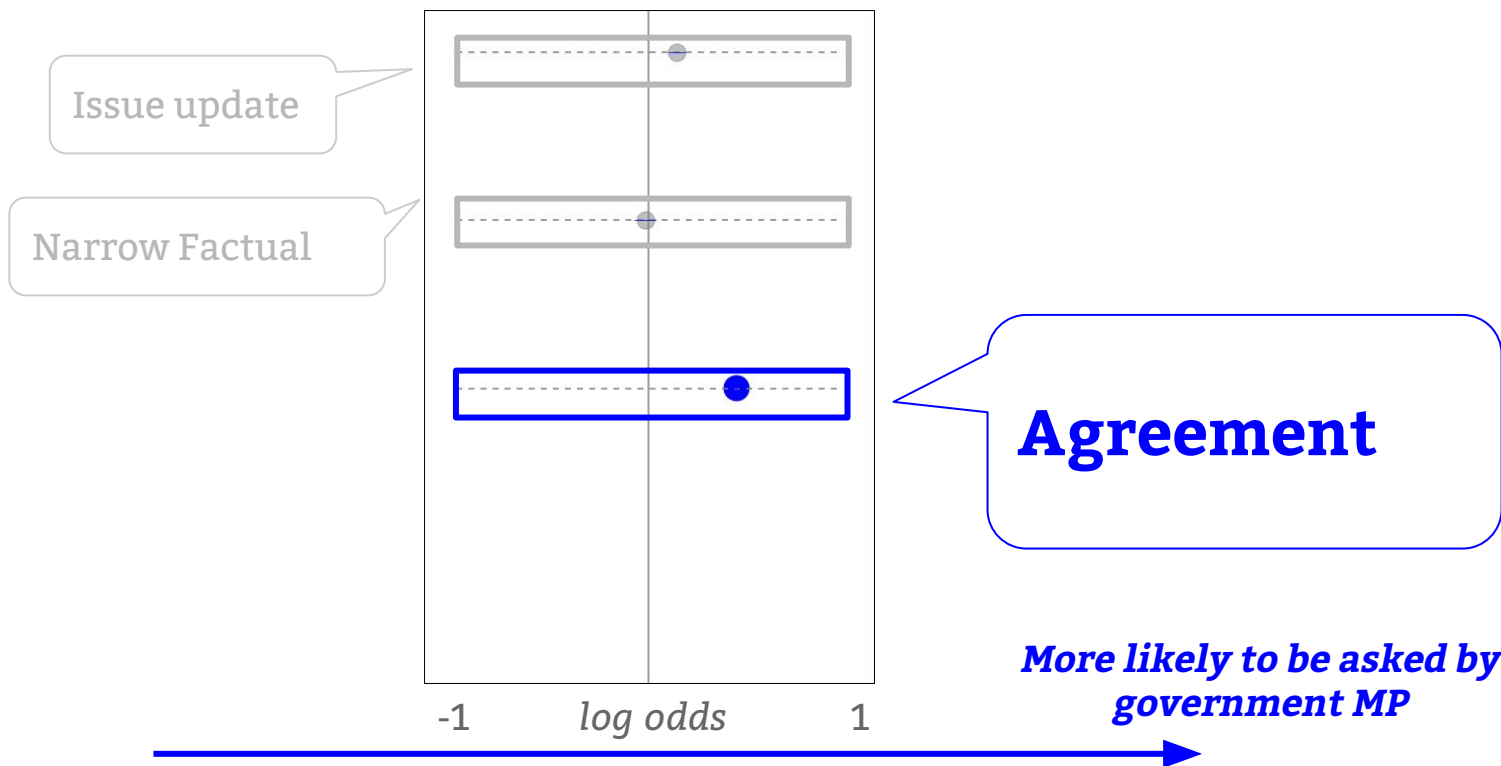 Issue update
Narrow Factual
Agreement
More likely to be asked by
government MP
-1 log odds 1